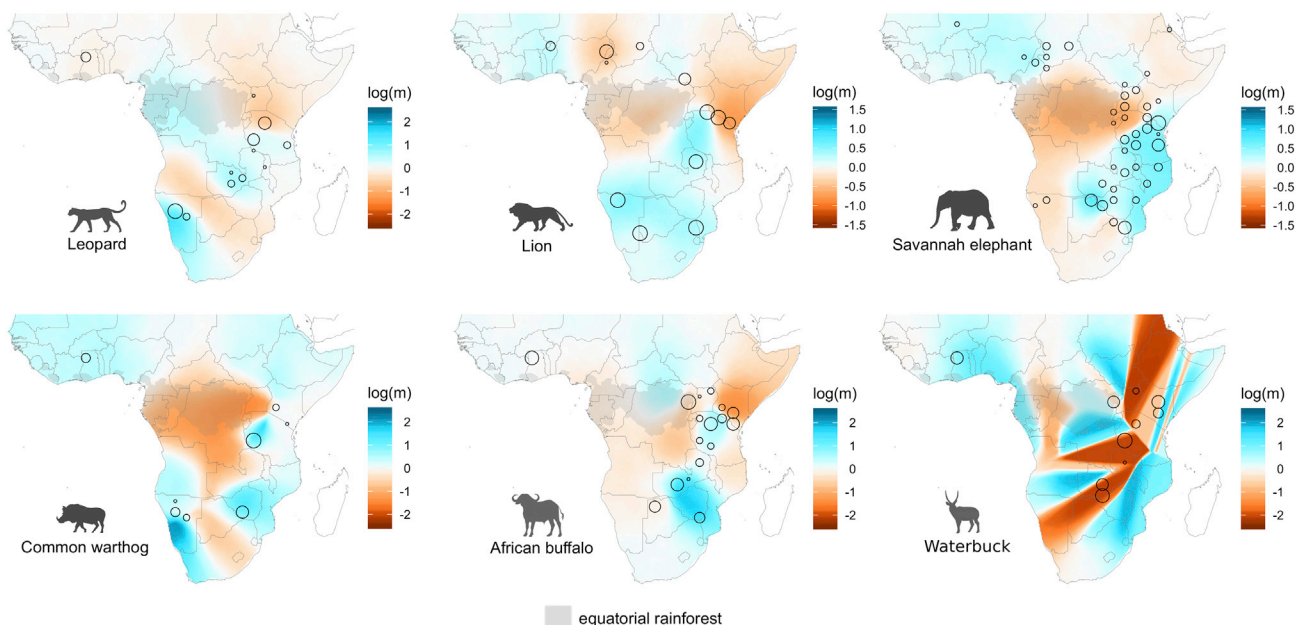 log(m)
2
1
0
-1
-2
Leopard
log(m)
1.5
1.0
0.5
0.0
-0.5
-1.0
-1.5
Lion
log(m)
1.5
1.0
0.5
0.0
-0.5
-1.0
-1.5
Savannah elephant
log(m)
2
1
0
-1
-2
Common warthog
log(m)
2
1
0
-1
-2
African buffalo
log(m)
2
1
0
-1
-2
Waterbuck
equatorial rainforest